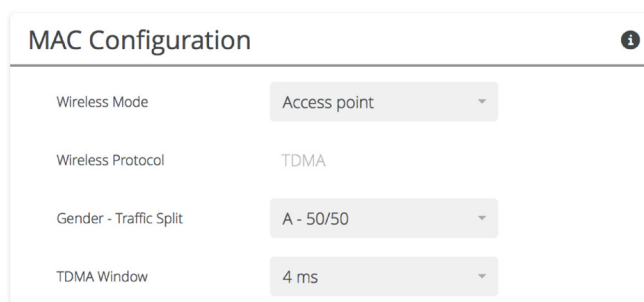 MAC Configuration
Wireless Mode Access point
Wireless Protocol TDMA
Gender - Traffic Split A - 50/50
TDMA Window 4 ms